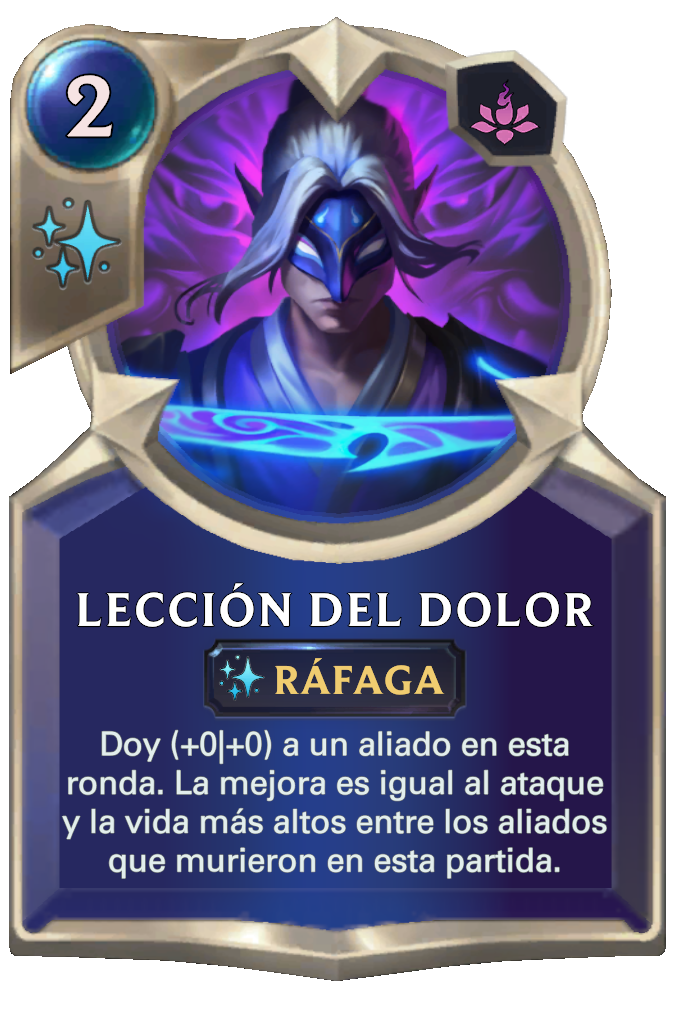 2
LECCIÓN DEL DOLOR
RÁFAGA
Doy (+0|+0) a un aliado en esta
ronda. La mejora es igual al ataque
y la vida más altos entre los aliados
que murieron en esta partida.